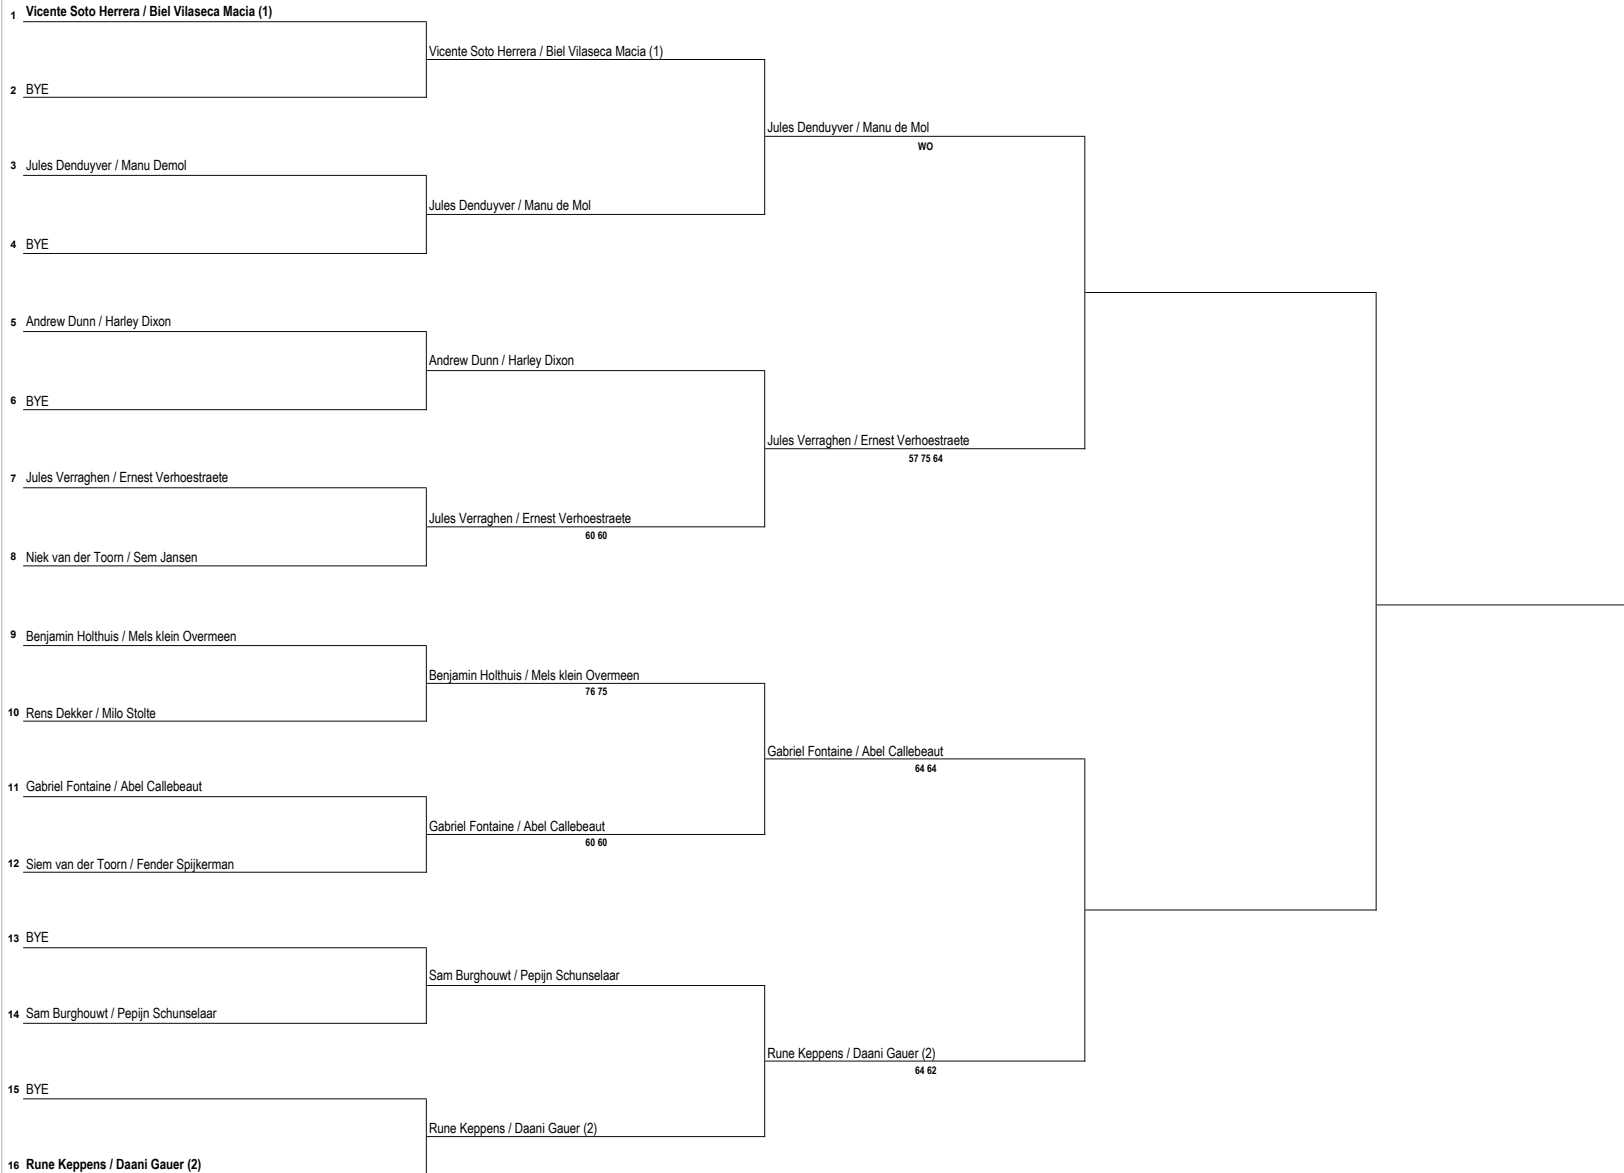 1 Vicente Soto Herrera / Biel Vilaseca Macia (1)
Vicente Soto Herrera / Biel Vilaseca Macia (1)
2 BYE
Jules Denduyver / Manu de Mol
WO
3 Jules Denduyver / Manu Demol
Jules Denduyver / Manu de Mol
4 BYE
5 Andrew Dunn / Harley Dixon
Andrew Dunn / Harley Dixon
6 BYE
Jules Verraghen / Ernest Verhoestraete
57 75 64
7 Jules Verraghen / Ernest Verhoestraete
Jules Verraghen / Ernest Verhoestraete
60 60
8 Niek van der Toorn / Sem Jansen
9 Benjamin Holthuis / Mels klein Overmeen
Benjamin Holthuis / Mels klein Overmeen
76 75
10 Rens Dekker / Milo Stolte
Gabriel Fontaine / Abel Callebeaut
64 64
11 Gabriel Fontaine / Abel Callebaut
Gabriel Fontaine / Abel Callebaut
60 60
12 Siem van der Toorn / Fender Spijkerman
13 BYE
Sam Burghouwt / Pepijn Schunselaar
14 Sam Burghouwt / Pepijn Schunselaar
Rune Keppens / Daani Gauer (2)
64 62
15 BYE
Rune Keppens / Daani Gauer (2)
16 Rune Keppens / Daani Gauer (2)